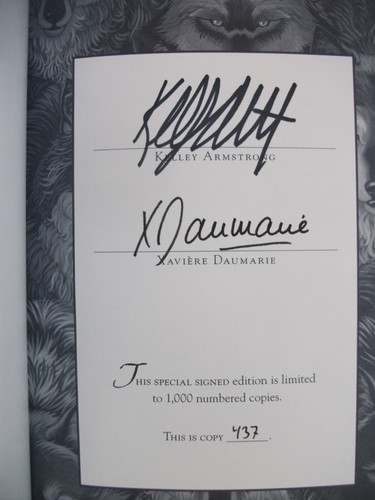 Kelley Armstrong
X Daumarie
Xavière Daumarie
This special signed edition is limited
to 1,000 numbered copies.
This is copy 437.